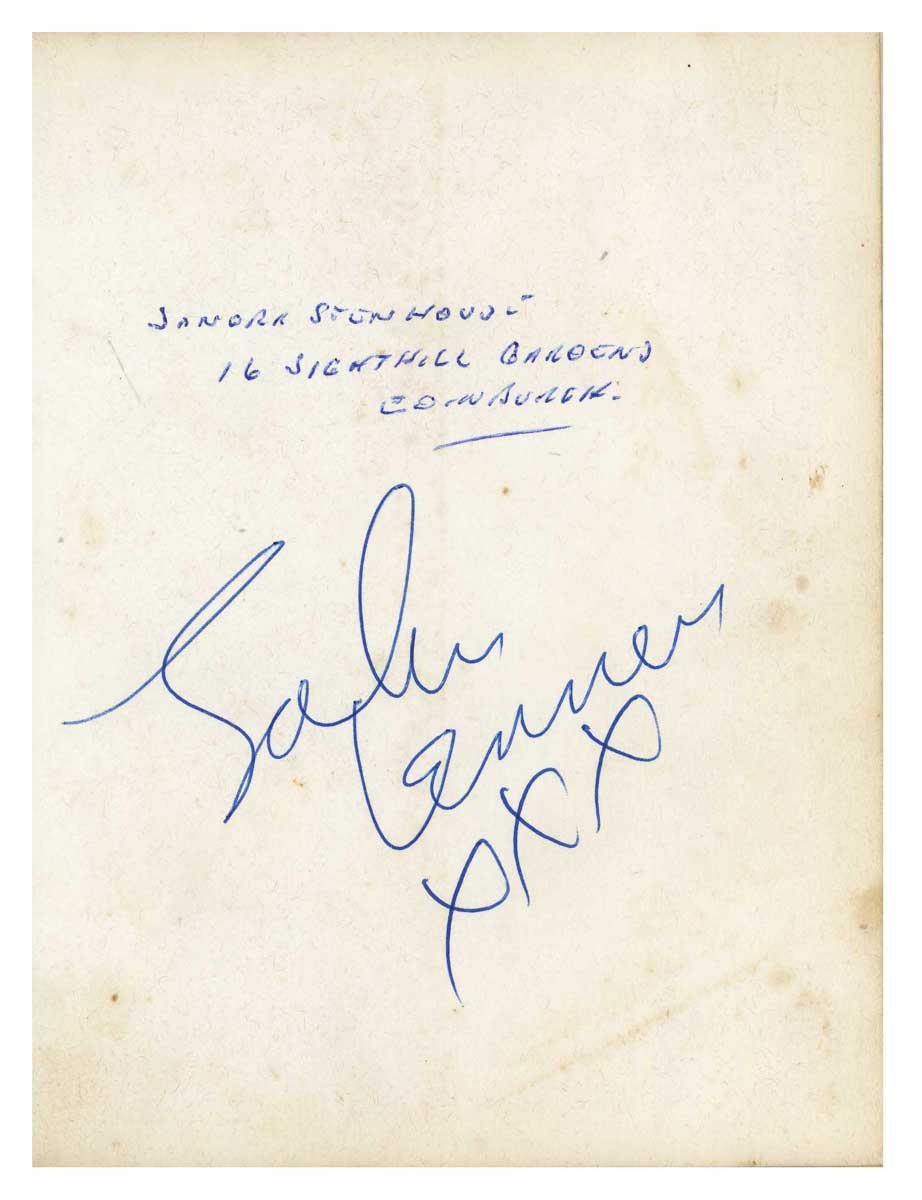 SANDRA STENHOUSE
16 SIGHTHILL GARDENS
EDINBURGH.
John
Lennon
XXX